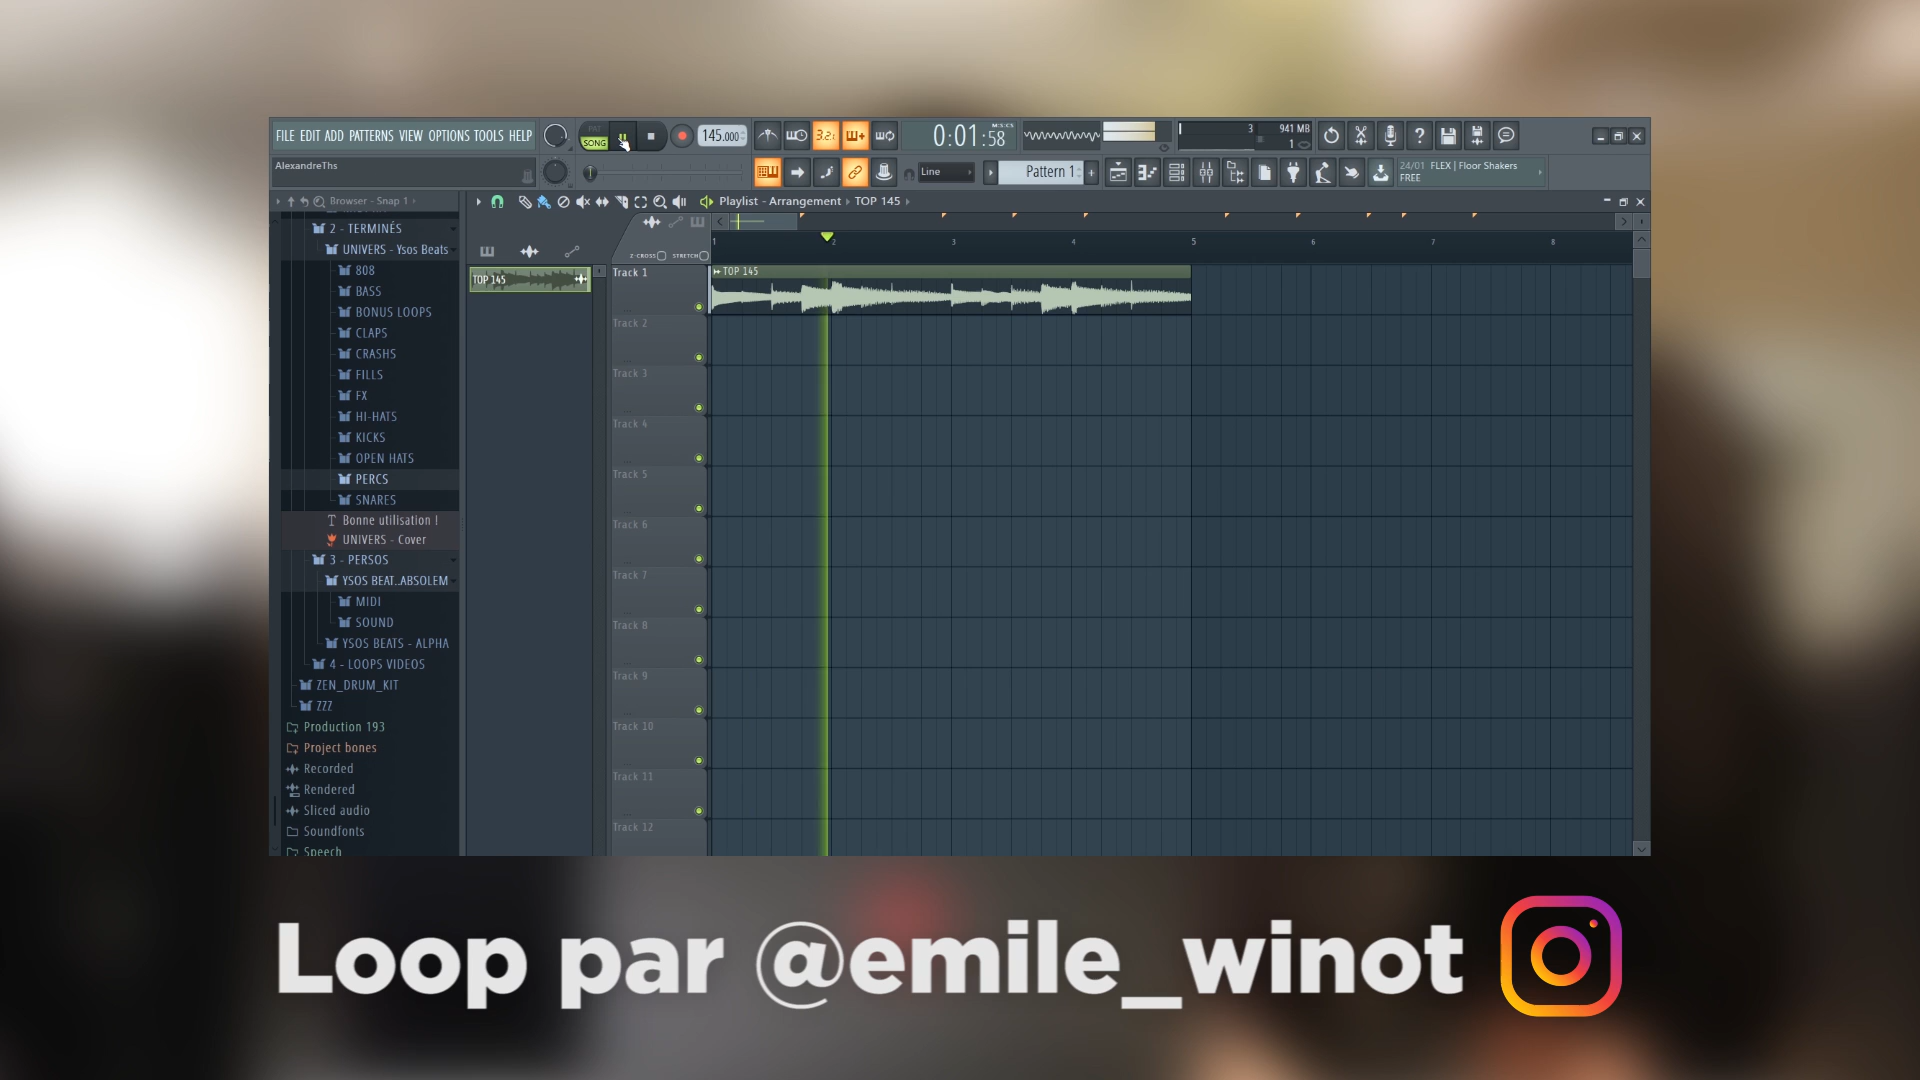 FILE EDIT ADD PATTERNS VIEW OPTIONS TOOLS HELP
PAT
SONG
145.000
3.2.
0:01:58
M:S:CS
3
941 MB
1
AlexandreThs
Line
Pattern 1
24/01 FLEX | Floor Shakers
FREE
Browser - Snap 1
Playlist - Arrangement
TOP 145
2 - TERMINÉS
UNIVERS - Ysos Beats
808
BASS
BONUS LOOPS
CLAPS
CRASHS
FILLS
FX
HI-HATS
KICKS
OPEN HATS
PERCS
SNARES
Bonne utilisation !
UNIVERS - Cover
3 - PERSOS
YSOS BEAT..ABSOLEM
MIDI
SOUND
YSOS BEATS - ALPHA
4 - LOOPS VIDEOS
ZEN_DRUM_KIT
ZZZ
Production 193
Project bones
Recorded
Rendered
Sliced audio
Soundfonts
Speech
TOP 145
Z-CROSS
STRETCH
1 2 3 4 5 6 7 8
TOP 145
Track 1
Track 2
Track 3
Track 4
Track 5
Track 6
Track 7
Track 8
Track 9
Track 10
Track 11
Track 12
Loop par @emile_winot